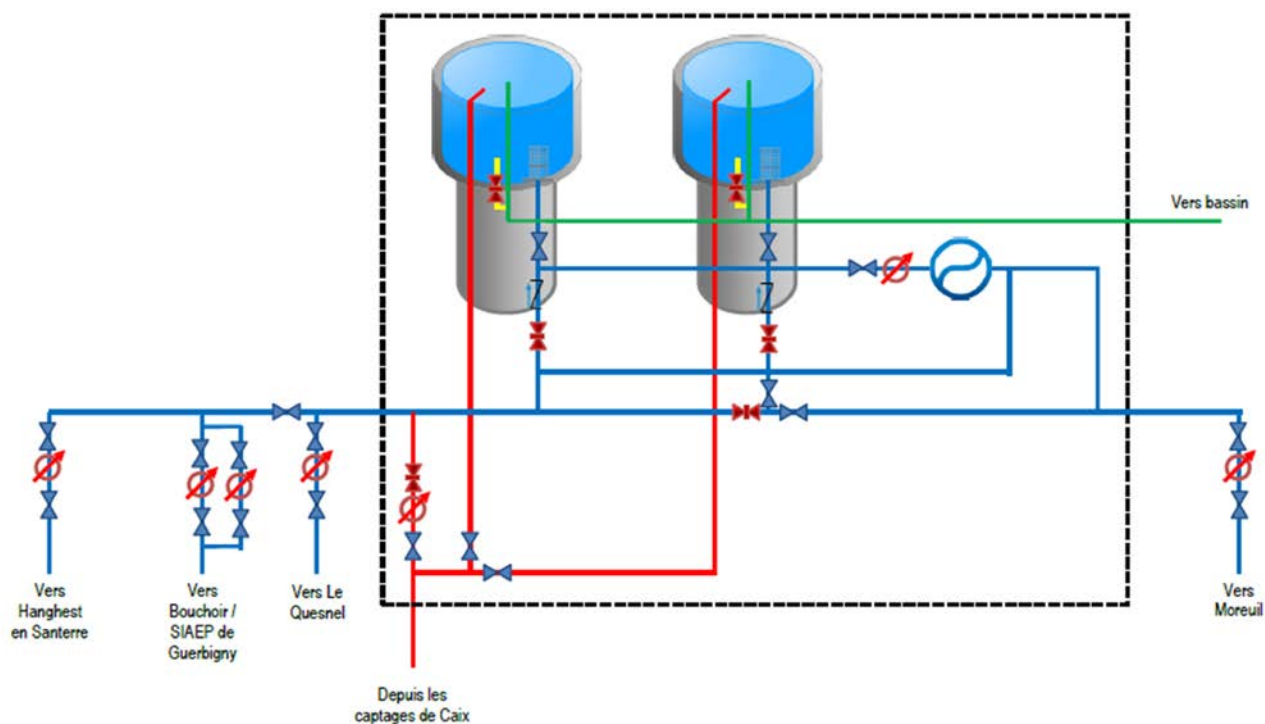 Vers bassin
Vers
Hanghest
en Santerre
Vers
Bouchoir /
SIAEP de
Guerbigny
Vers Le
Quesnel
Vers
Moreuil
Depuis les
captages de Caix